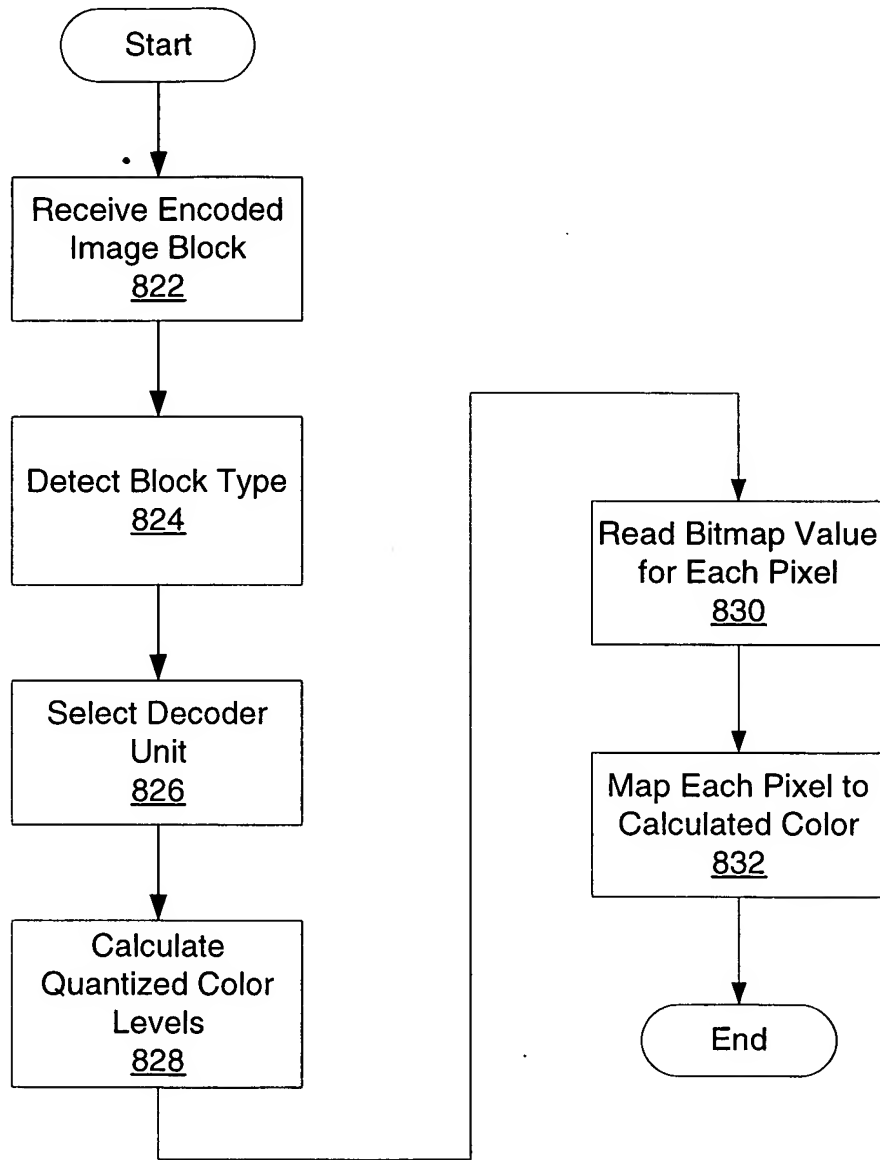 Start
Receive Encoded
Image Block
822
Detect Block Type
824
Select Decoder
Unit
826
Calculate
Quantized Color
Levels
828
Read Bitmap Value
for Each Pixel
830
Map Each Pixel to
Calculated Color
832
End